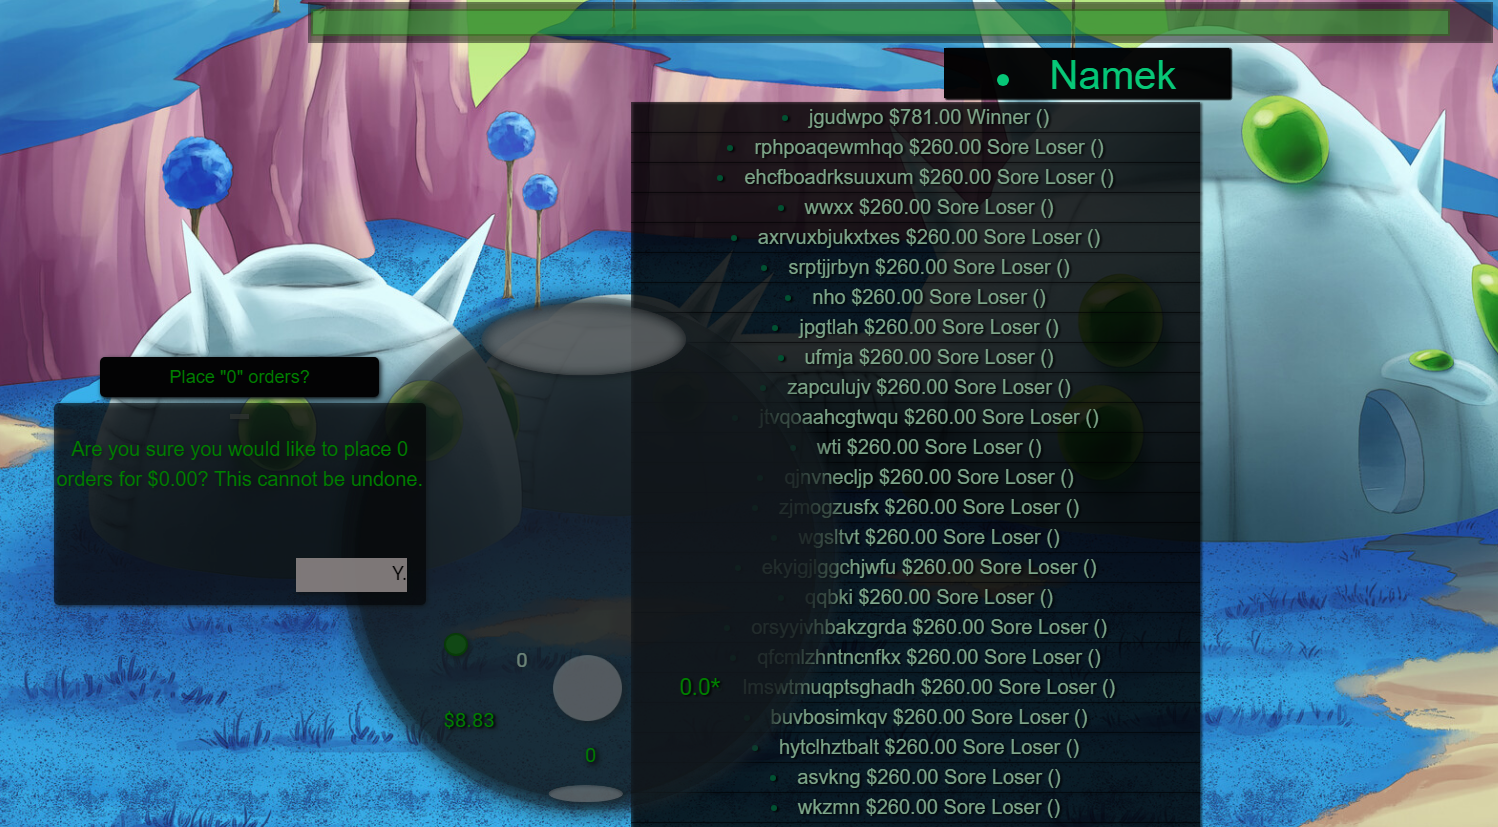 Namek
jgudwpo $781.00 Winner ()
rphpoaqewmhqo $260.00 Sore Loser ()
ehcfboadrksuuxum $260.00 Sore Loser ()
wwxx $260.00 Sore Loser ()
axrvuxbjukxtxes $260.00 Sore Loser ()
srptjjrbyn $260.00 Sore Loser ()
nho $260.00 Sore Loser ()
jpgtlah $260.00 Sore Loser ()
ufmja $260.00 Sore Loser ()
zapculujv $260.00 Sore Loser ()
jfvqoaahcgtwqu $260.00 Sore Loser ()
wti $260.00 Sore Loser ()
qjnvnecljp $260.00 Sore Loser ()
zjmogzusfx $260.00 Sore Loser ()
wgsltvt $260.00 Sore Loser ()
ekyigjlggchjwfu $260.00 Sore Loser ()
qqbki $260.00 Sore Loser ()
orsyyivhbakzgrda $260.00 Sore Loser ()
qfcmlzhntncnfkx $260.00 Sore Loser ()
lmswtmuqptsghadh $260.00 Sore Loser ()
buvbosimkqv $260.00 Sore Loser ()
hytclhztbalt $260.00 Sore Loser ()
asvkng $260.00 Sore Loser ()
wkzmn $260.00 Sore Loser ()
Place "0" orders?
Are you sure you would like to place 0
orders for $0.00? This cannot be undone.
Y.
0
0.0*
$8.83
0